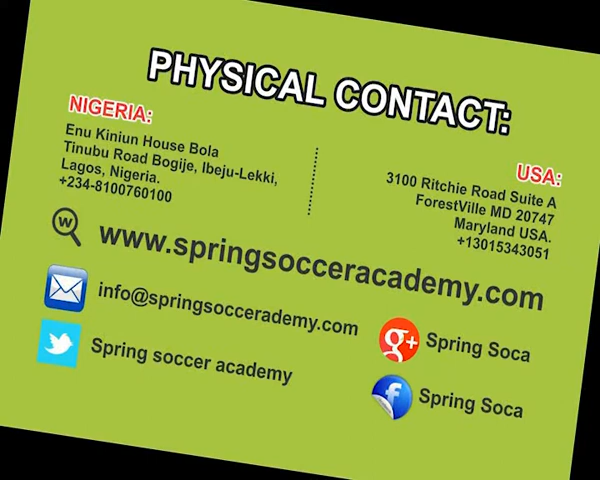 PHYSICAL CONTACT:
NIGERIA:
Enu Kiniun House Bola
Tinubu Road Bogije, Ibeju-Lekki,
Lagos, Nigeria.
+234-8100760100
USA:
3100 Ritchie Road Suite A
ForestVille MD 20747
Maryland USA.
+13015343051
W
www.springsocceracademy.com
info@springsoccerademy.com
Spring soccer academy
g+ Spring Soca
f Spring Soca